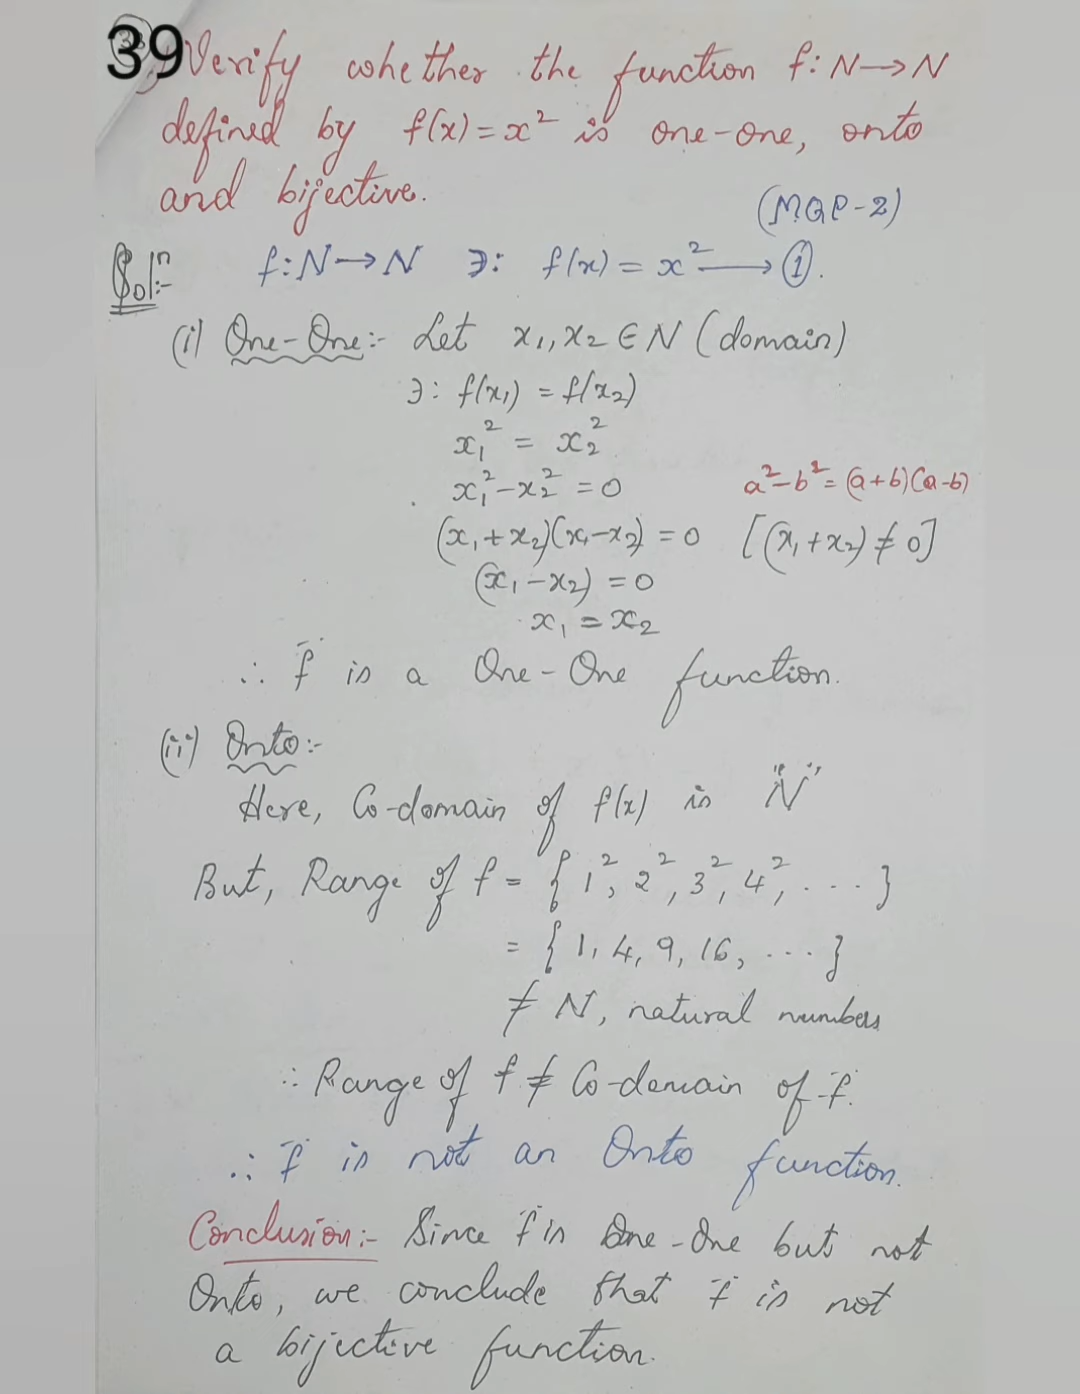 39 Verify whether the function f: N→N
defined by f(x) = x² is one-one, onto
and bijective.
(MQP-2)
Solⁿ:- f: N→N ∋: f(x) = x² → ①.
(i) One-One:- Let x₁, x₂ ∈ N (domain)
∋: f(x₁) = f(x₂)
x₁² = x₂²
x₁² - x₂² = 0 a² - b² = (a+b)(a-b)
(x₁ + x₂)(x₁ - x₂) = 0 [(x₁ + x₂) ≠ 0]
(x₁ - x₂) = 0
x₁ = x₂
∴ 'f' is a One-One function.
(ii) Onto:-
Here, Co-domain of f(x) is "N"
But, Range of f = { 1², 2², 3², 4², .... }
= { 1, 4, 9, 16, .... }
≠ N, natural numbers
∴ Range of f ≠ Co-domain of f.
∴ 'f' is not an Onto function.
Conclusion:- Since 'f' is One-One but not
Onto, we conclude that 'f' is not
a bijective function.